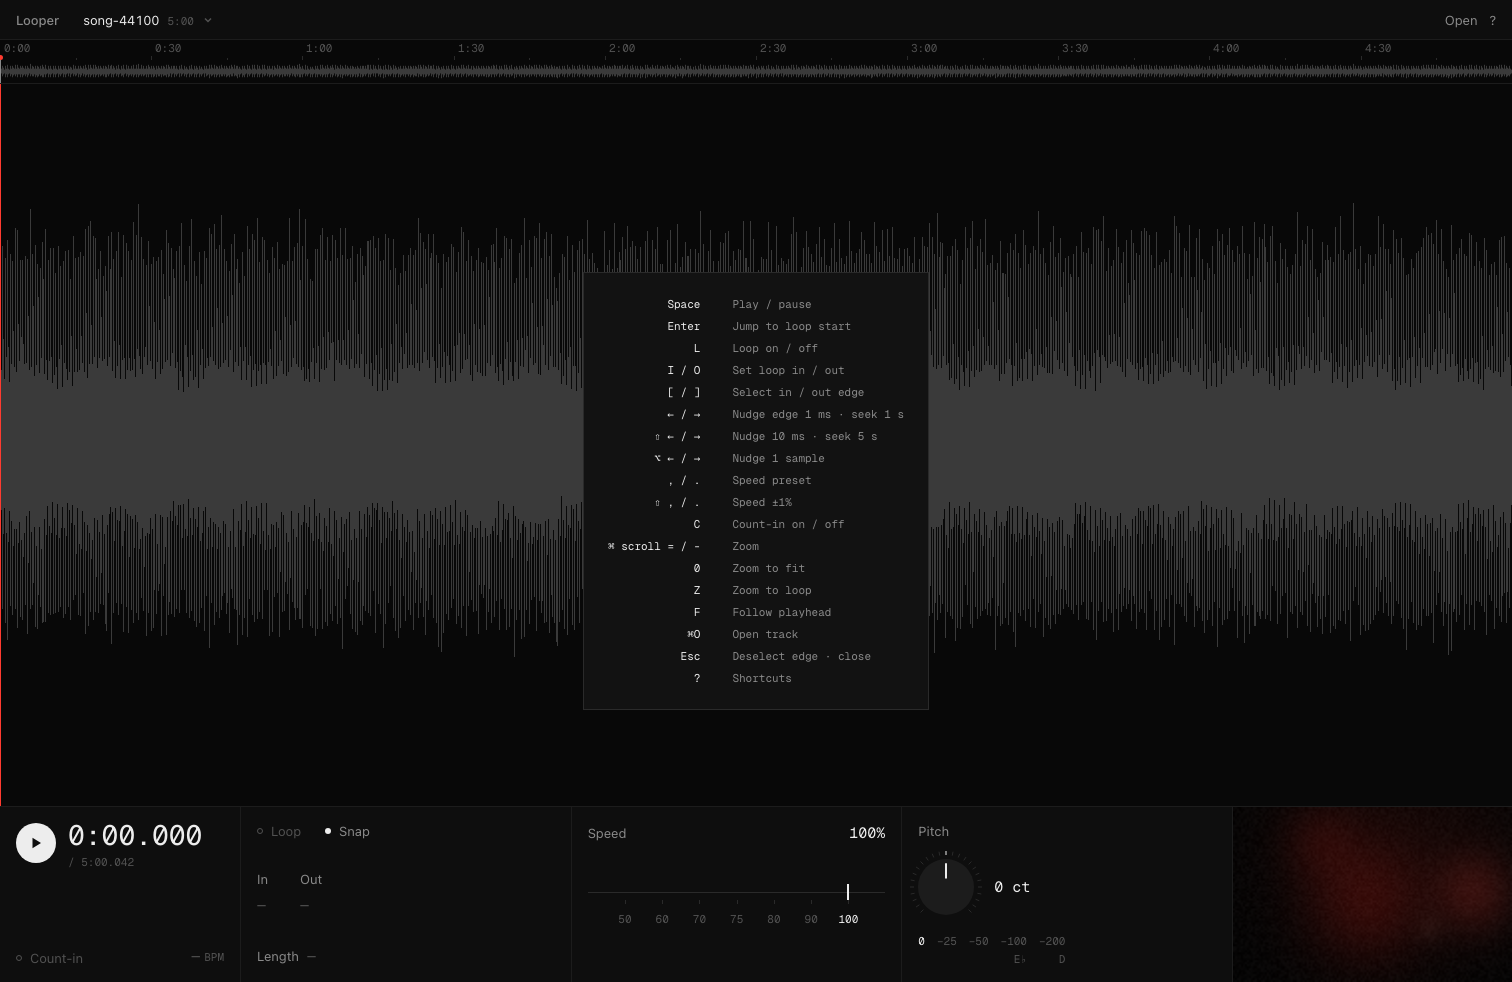 Looper song-44100 5:00 Open ?
0:00 0:30 1:00 1:30 2:00 2:30 3:00 3:30 4:00 4:30
Space Play / pause
Enter Jump to loop start
L Loop on / off
I / O Set loop in / out
[ / ] Select in / out edge
← / → Nudge edge 1 ms · seek 1 s
⇧ ← / → Nudge 10 ms · seek 5 s
⌥ ← / → Nudge 1 sample
, / . Speed preset
⇧ , / . Speed ±1%
C Count-in on / off
⌘ scroll = / - Zoom
0 Zoom to fit
Z Zoom to loop
F Follow playhead
⌘O Open track
Esc Deselect edge · close
? Shortcuts
0:00.000
/ 5:00.042
Count-in — BPM
Loop Snap
In Out
— —
Length —
Speed 100%
50 60 70 75 80 90 100
Pitch
0 ct
0 -25 -50 -100 -200
E♭ D